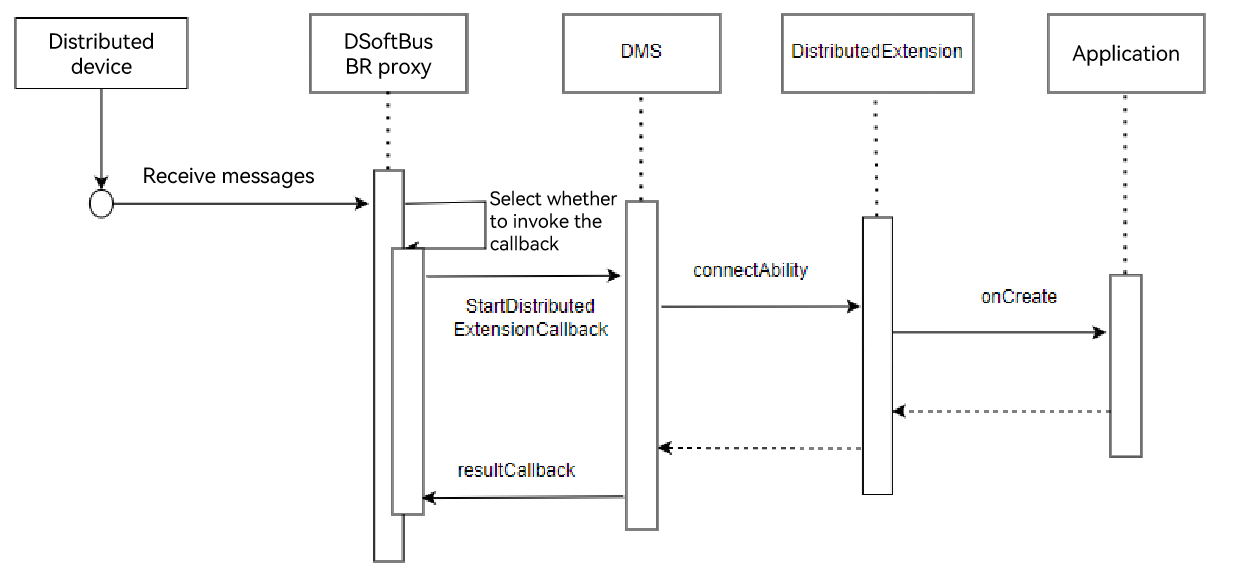 Distributed
device
DSoftBus
BR proxy
DMS
DistributedExtension
Application
Receive messages
Select whether
to invoke the
callback
StartDistributed
ExtensionCallback
connectAbility
onCreate
resultCallback